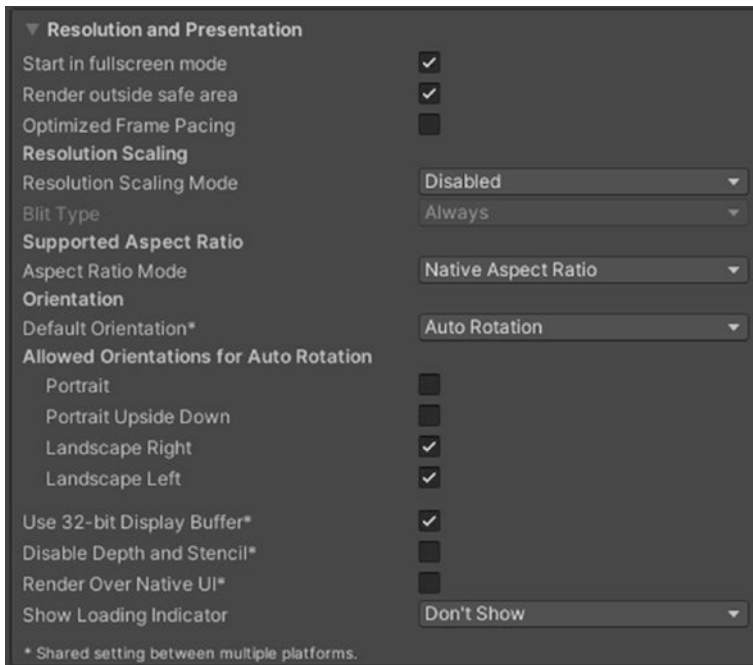 Resolution and Presentation
Start in fullscreen mode
Render outside safe area
Optimized Frame Pacing
Resolution Scaling
Resolution Scaling Mode Disabled
Blit Type Always
Supported Aspect Ratio
Aspect Ratio Mode Native Aspect Ratio
Orientation
Default Orientation* Auto Rotation
Allowed Orientations for Auto Rotation
Portrait
Portrait Upside Down
Landscape Right
Landscape Left
Use 32-bit Display Buffer*
Disable Depth and Stencil*
Render Over Native UI*
Show Loading Indicator Don't Show
* Shared setting between multiple platforms.